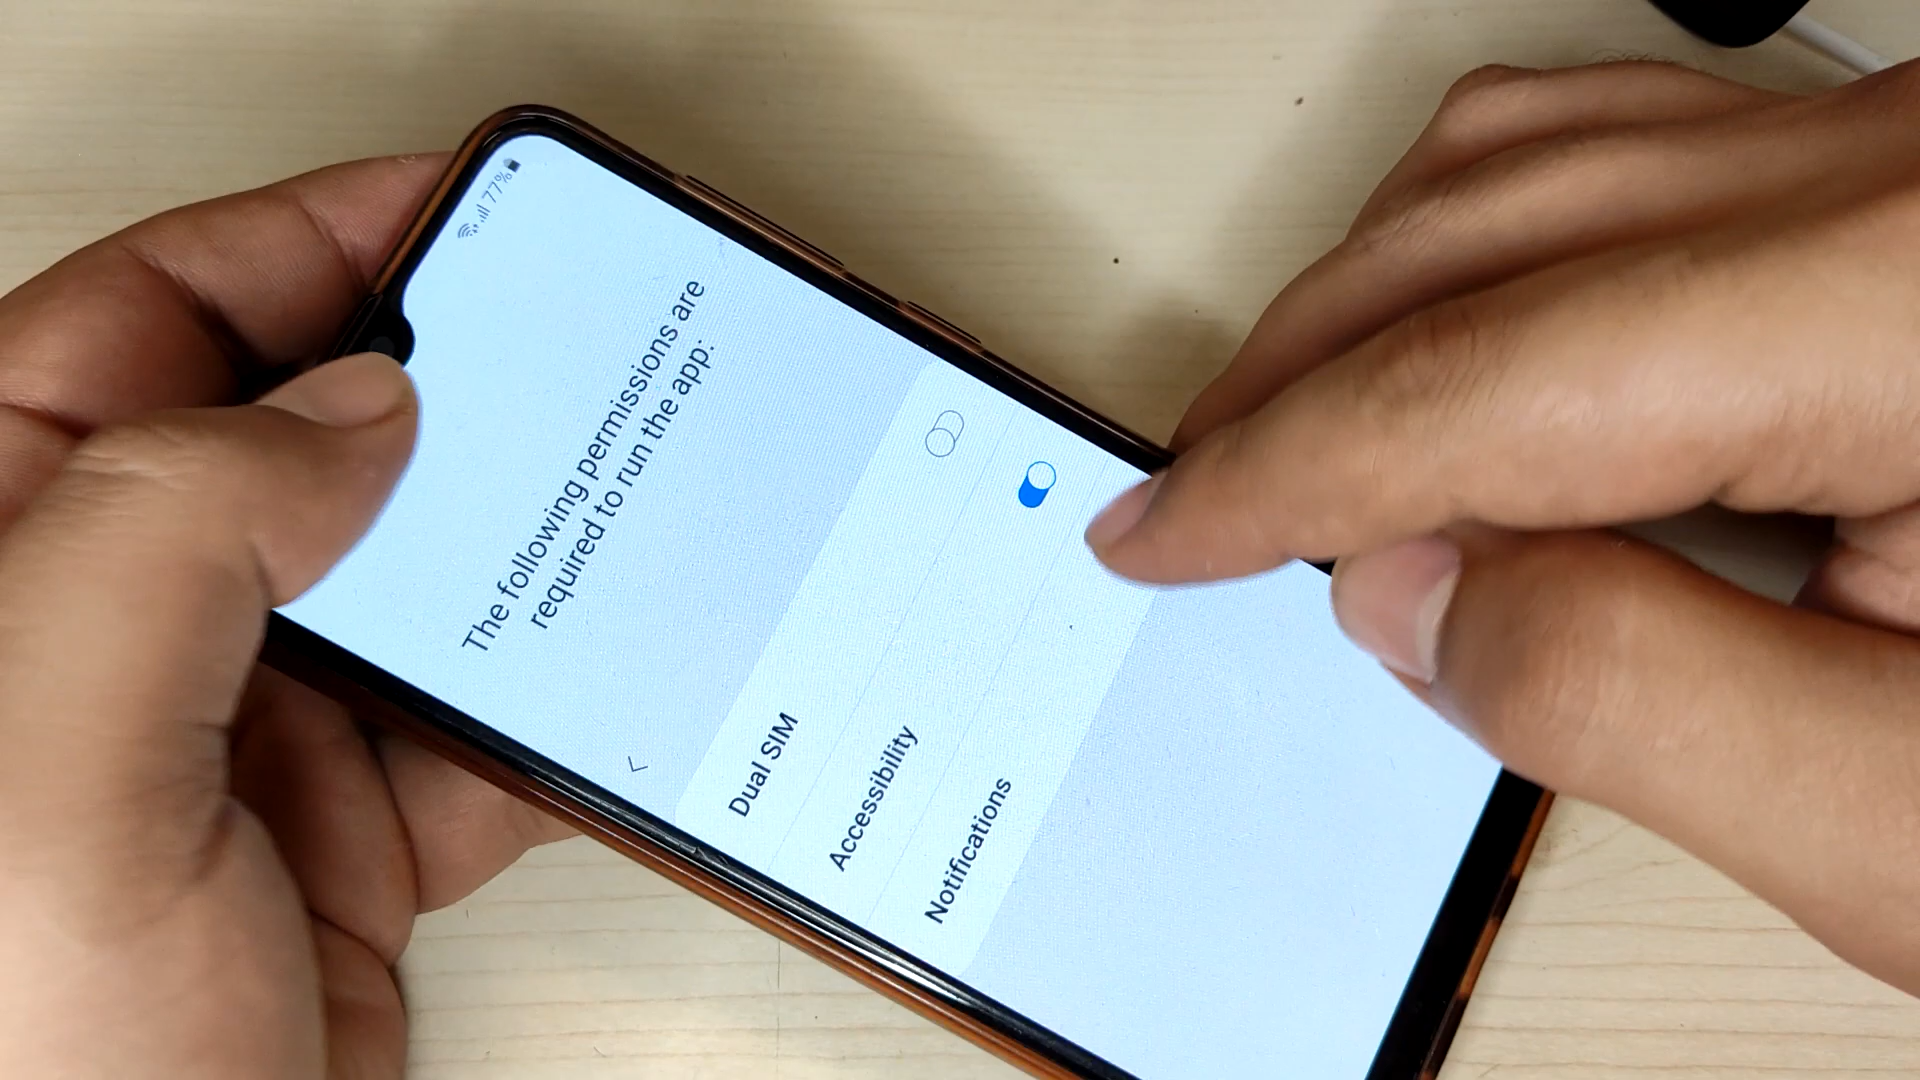 77%
The following permissions are
required to run the app:
Dual SIM
Accessibility
Notifications